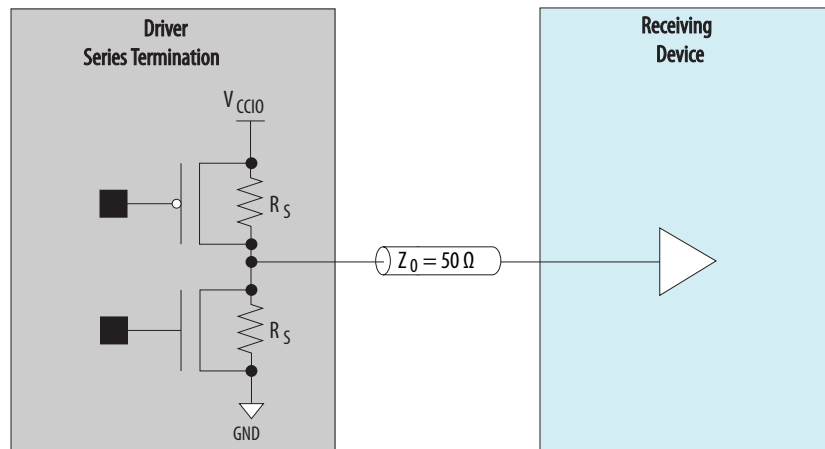 Driver
Series Termination
Receiving
Device
V CCIO
R S
Z 0 = 50 Ω
R S
GND